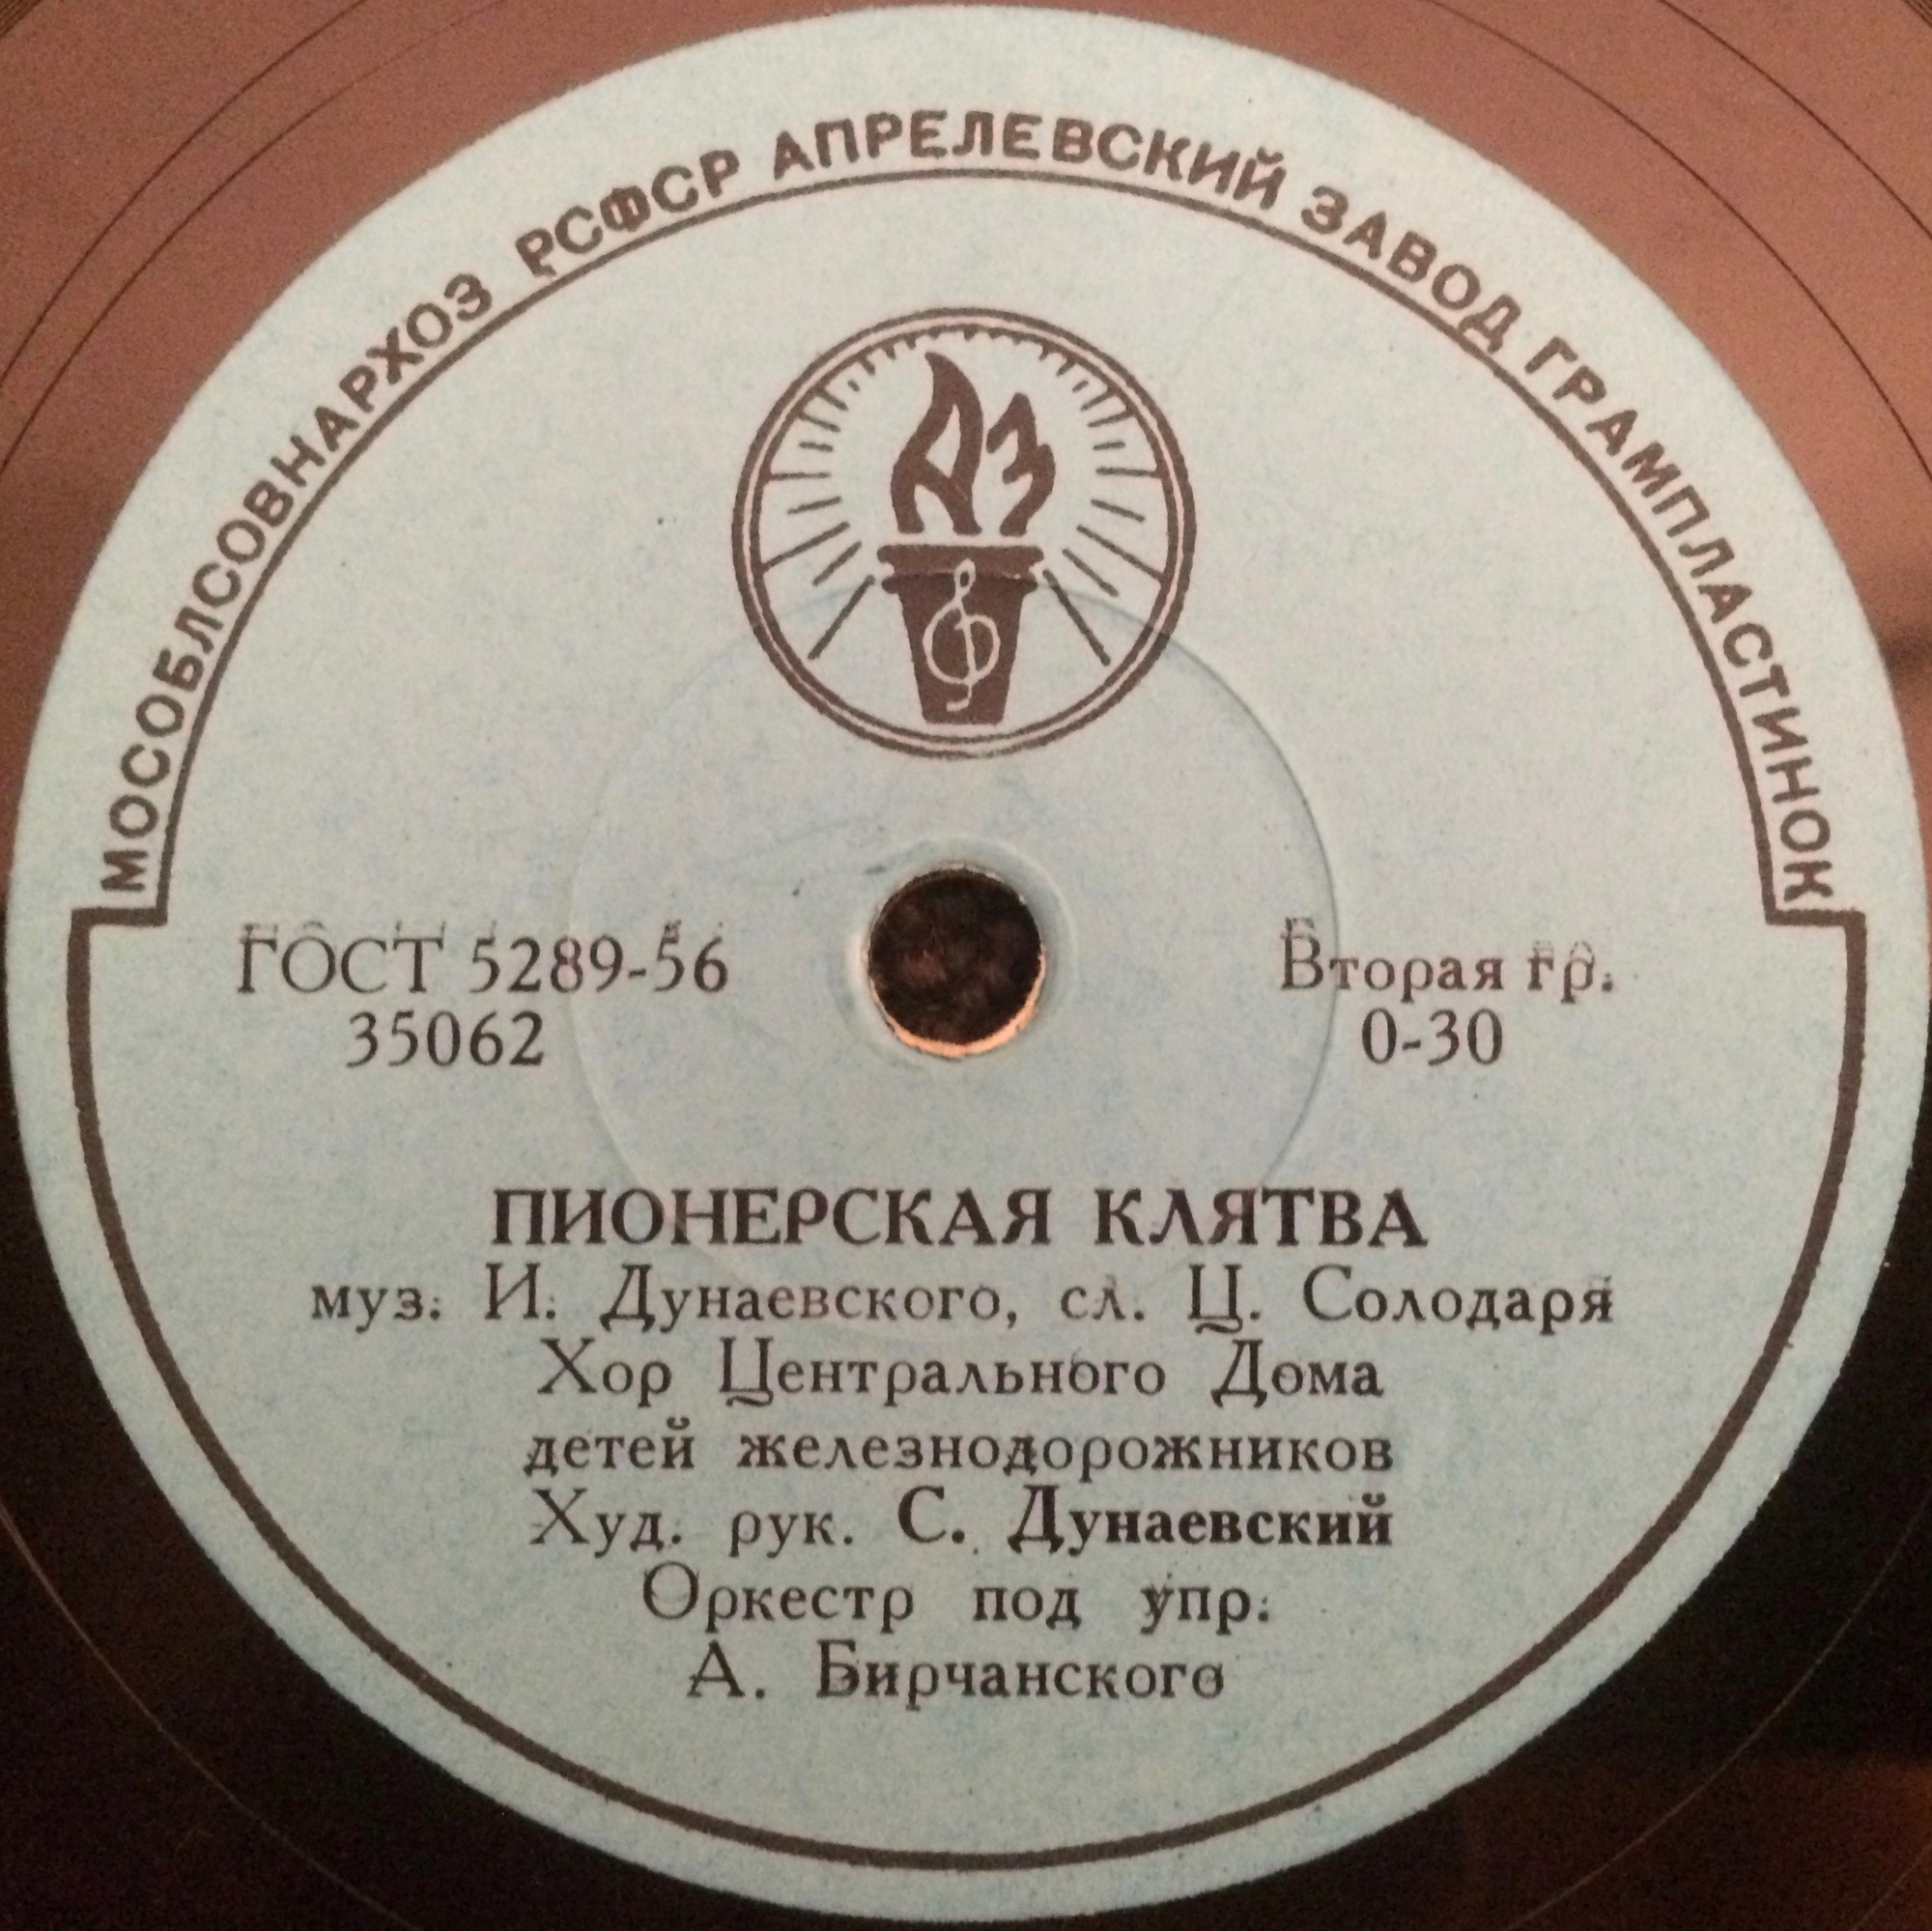 МОСОБЛСОВНАРХОЗ РСФСР АПРЕЛЕВСКИЙ ЗАВОД ГРАМПЛАСТИНОК
АЗ
ГОСТ 5289-56
35062
Вторая гр.
0-30
ПИОНЕРСКАЯ КЛЯТВА
муз. И. Дунаевского, сл. Ц. Солодаря
Хор Центрального Дома
детей железнодорожников
Худ. рук. С. Дунаевский
Оркестр под упр.
А. Бирчанского